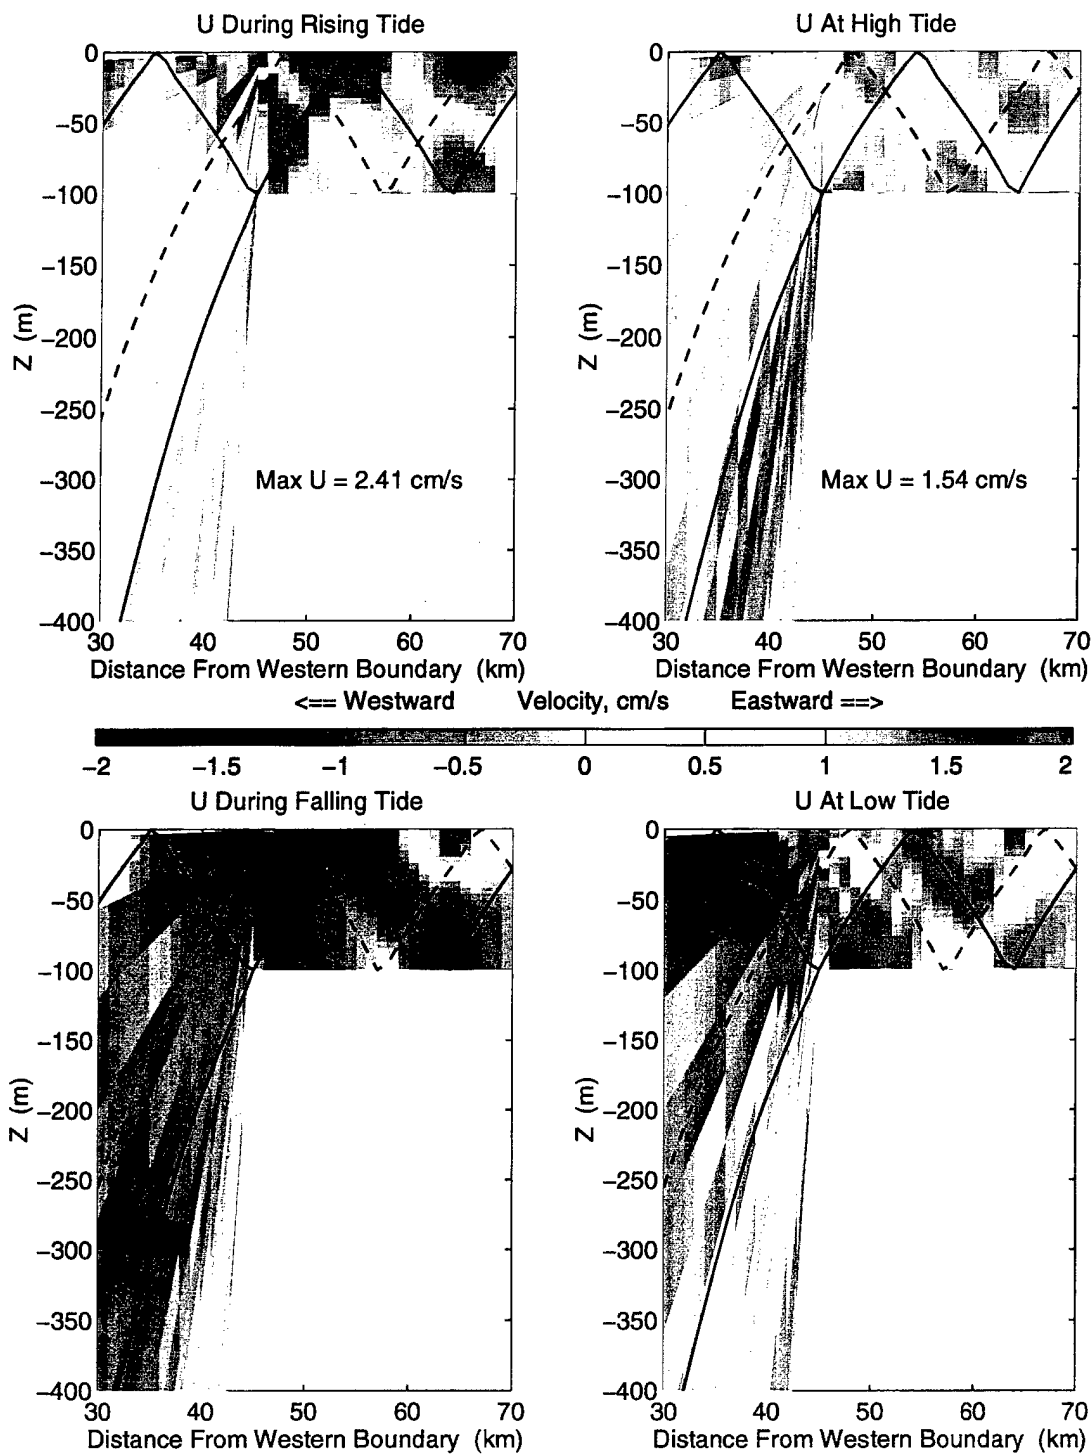 U During Rising Tide
0
−50
−100
−150
−200
−250
−300
−350
−400
Z (m)
Max U = 2.41 cm/s
30 40 50 60 70
Distance From Western Boundary (km)
U At High Tide
0
−50
−100
−150
−200
−250
−300
−350
−400
Z (m)
Max U = 1.54 cm/s
30 40 50 60 70
Distance From Western Boundary (km)
<== Westward Velocity, cm/s Eastward ==>
−2 −1.5 −1 −0.5 0 0.5 1 1.5 2
U During Falling Tide
0
−50
−100
−150
−200
−250
−300
−350
−400
Z (m)
30 40 50 60 70
Distance From Western Boundary (km)
U At Low Tide
0
−50
−100
−150
−200
−250
−300
−350
−400
Z (m)
30 40 50 60 70
Distance From Western Boundary (km)